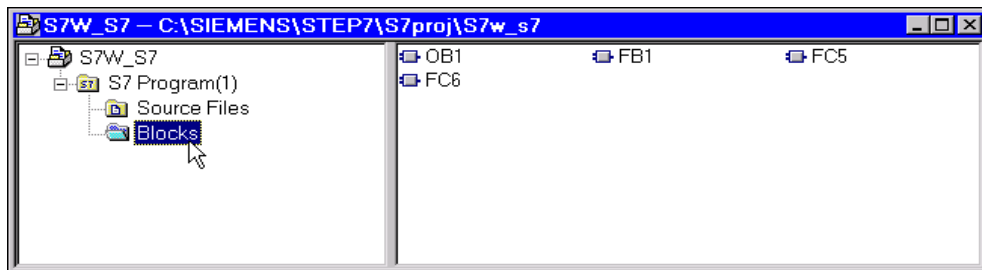 S7W_S7 — C:\SIEMENS\STEP7\S7proj\S7w_s7
S7W_S7
S7 Program(1)
Source Files
Blocks
OB1 FB1 FC5
FC6